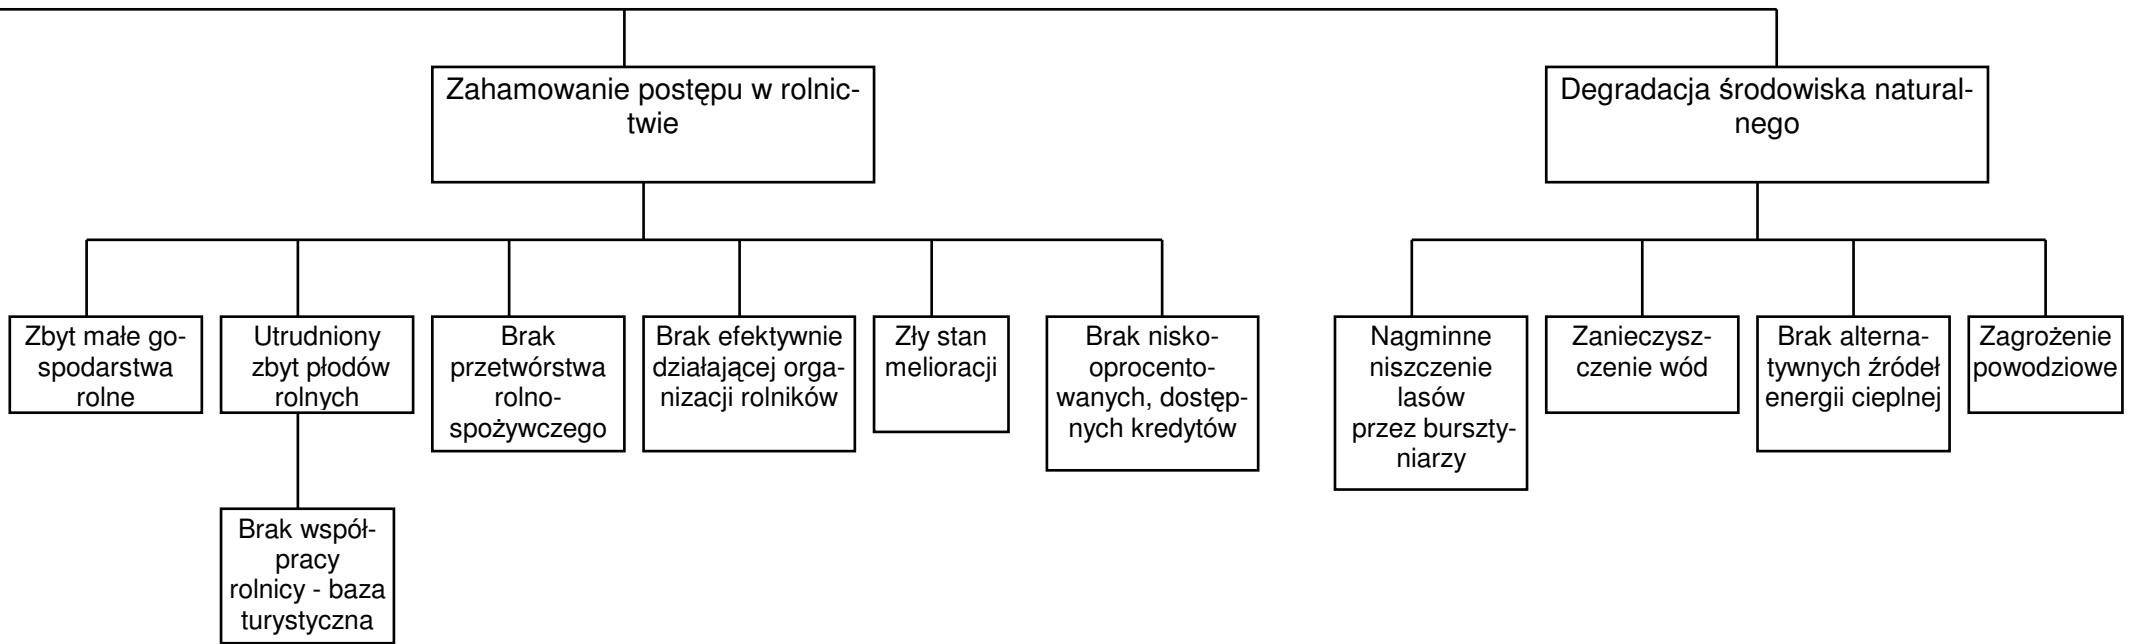 Zahamowanie postępu w rolnic-
twie
Degradacja środowiska natural-
nego
Zbyt małe go-
spodarstwa
rolne
Utrudniony
zbyt płodów
rolnych
Brak
przetwórstwa
rolno-
spożywczego
Brak efektywnie
działającej orga-
nizacji rolników
Zły stan
melioracji
Brak nisko-
oprocento-
wanych, dostęp-
nych kredytów
Nagminne
niszczenie
lasów
przez burszty-
niarzy
Zanieczysz-
czenie wód
Brak alterna-
tywnych źródeł
energii cieplnej
Zagrożenie
powodziowe
Brak współ-
pracy
rolnicy - baza
turystyczna